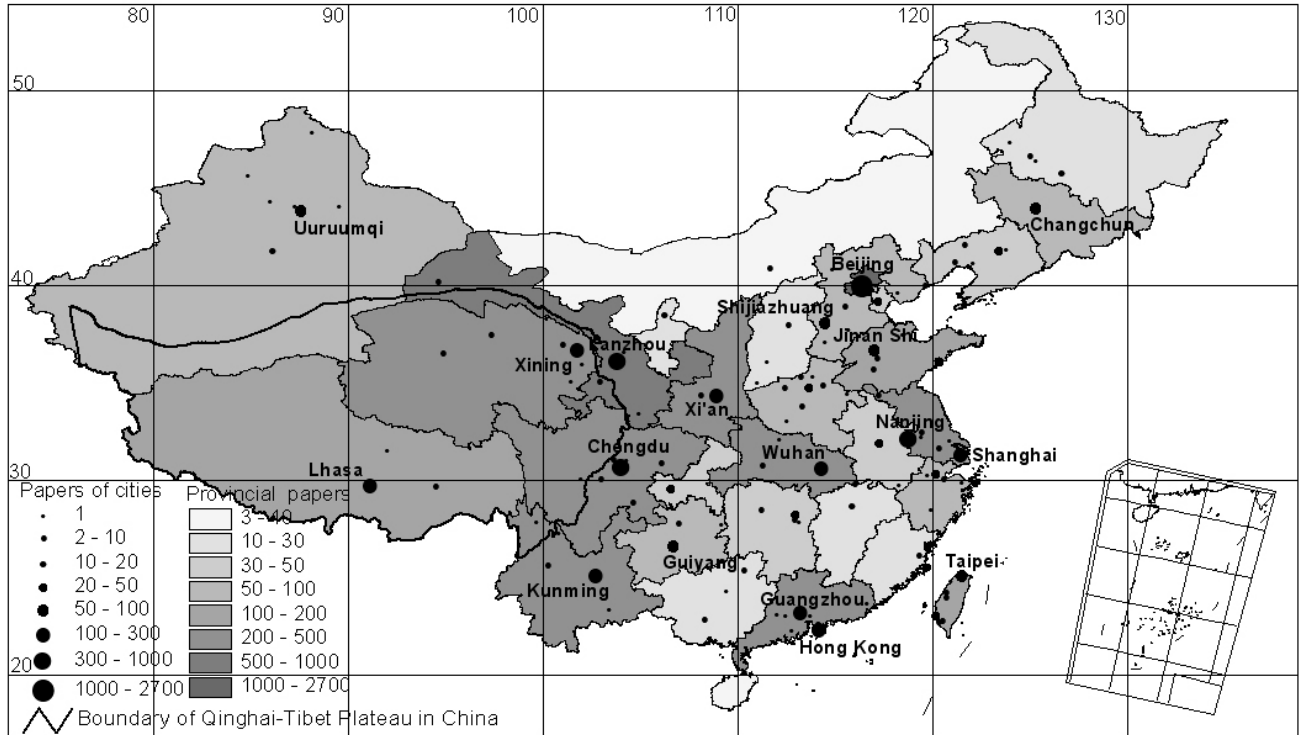 80 90 100 110 120 130
50
Uuruumqi
Changchun
Beijing
40
Shijiazhuang
Jinan Shi
Lanzhou
Xining
Xi'an
Nanjing
Chengdu
Wuhan
Shanghai
Lhasa
30
Papers of cities
1
2 - 10
10 - 20
20 - 50
50 - 100
100 - 300
300 - 1000
1000 - 2700
Provincial papers
3 - 10
10 - 30
30 - 50
50 - 100
100 - 200
200 - 500
500 - 1000
1000 - 2700
Guiyang
Taipei
Kunming
Guangzhou
Hong Kong
20
Boundary of Qinghai-Tibet Plateau in China